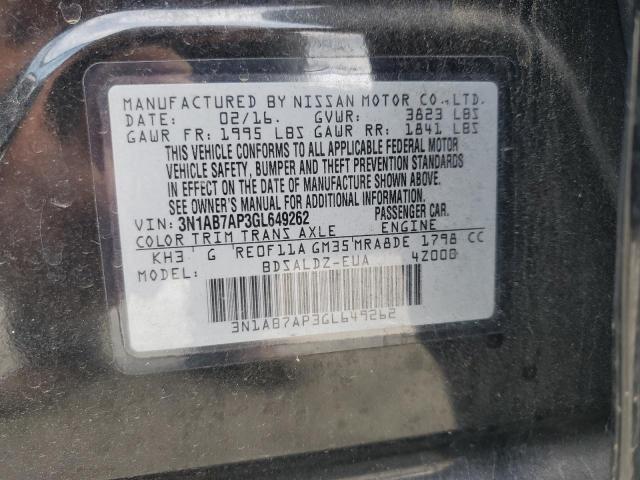 MANUFACTURED BY NISSAN MOTOR CO.,LTD.
DATE: 02/16. GVWR: 3823 LBS
GAWR FR: 1995 LBS GAWR RR: 1841 LBS
THIS VEHICLE CONFORMS TO ALL APPLICABLE FEDERAL MOTOR
VEHICLE SAFETY, BUMPER AND THEFT PREVENTION STANDARDS
IN EFFECT ON THE DATE OF MANUFACTURE SHOWN ABOVE.
SEE OWNER'S MANUAL FOR ADDITIONAL INFORMATION.
VIN: 3N1AB7AP3GL649262 PASSENGER CAR.
COLOR TRIM TRANS AXLE ENGINE
KH3 G RE0F11A GM35 MRA8DE 1798 CC
MODEL: BDSALDZ-EUA 4Z000
3N1AB7AP3GL649262